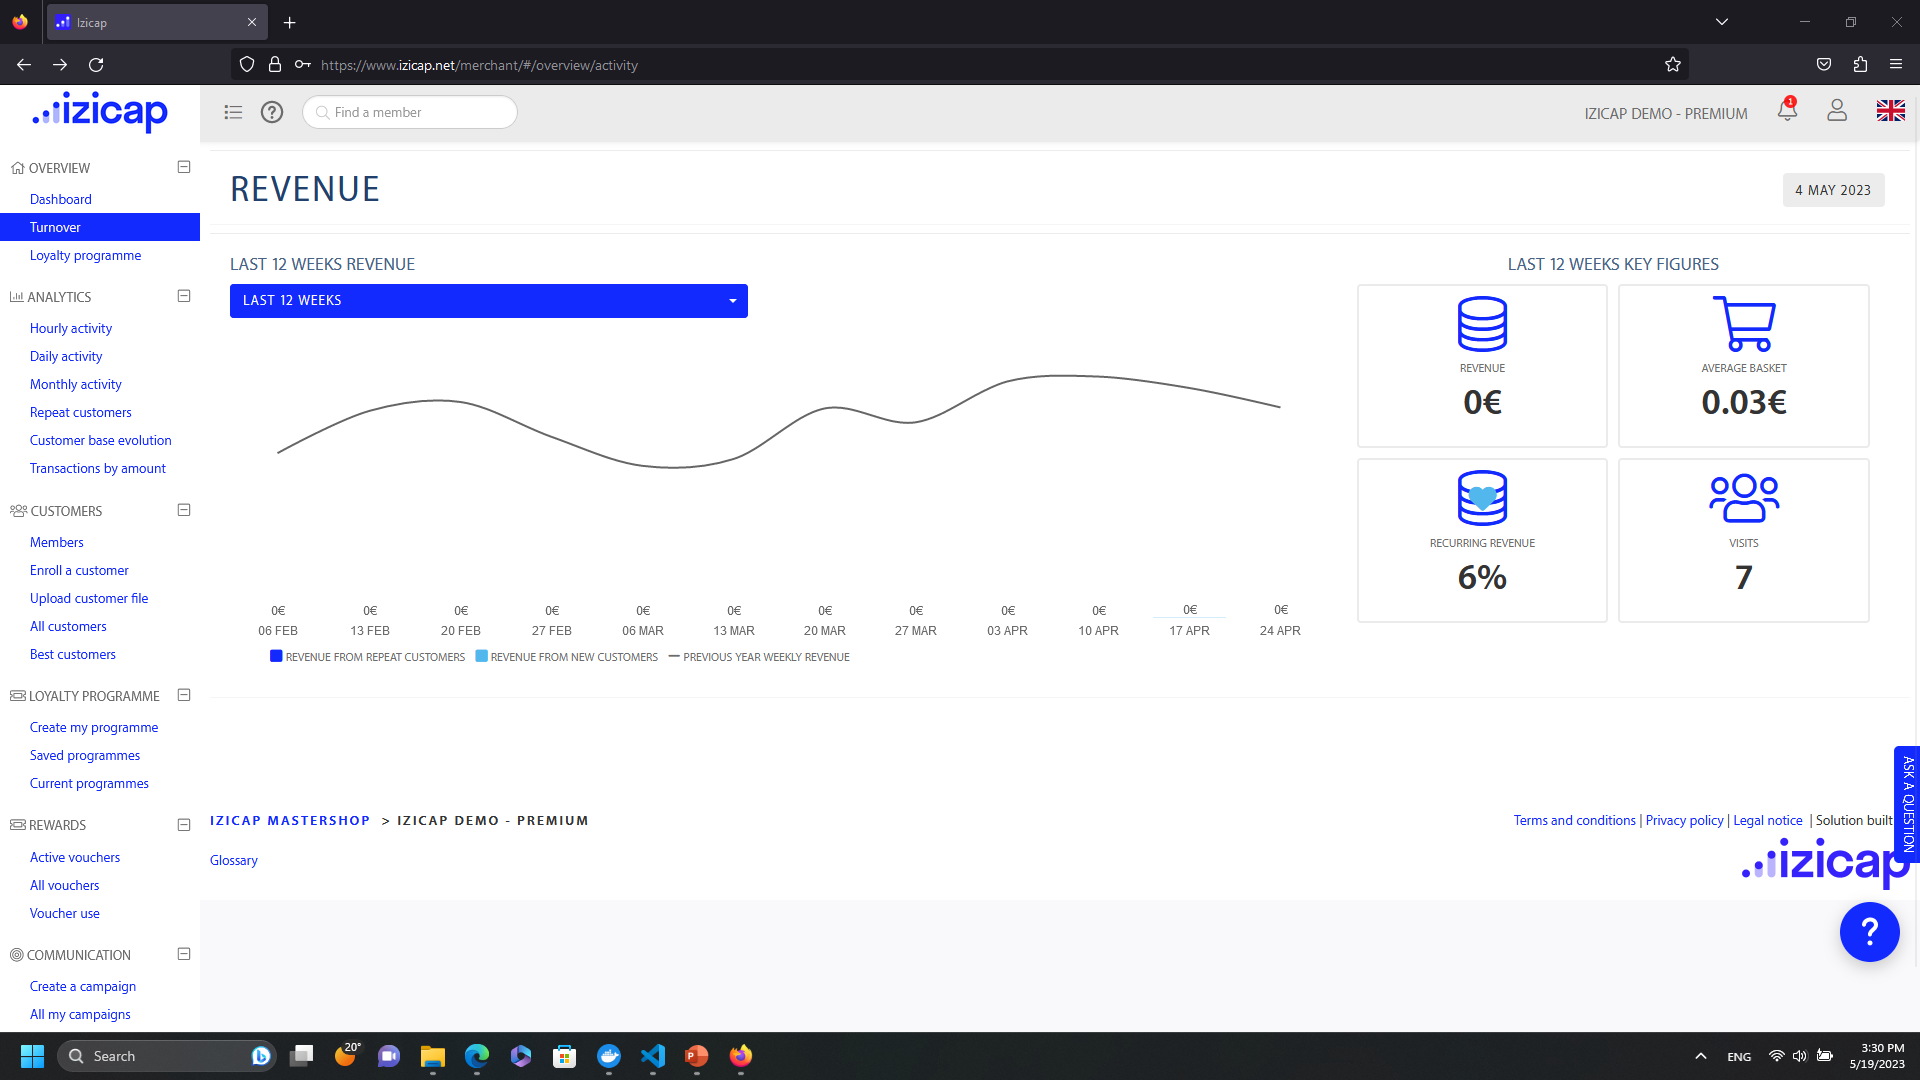 Izicap
https://www.izicap.net/merchant/#/overview/activity
izicap
Find a member
IZICAP DEMO - PREMIUM
1
OVERVIEW
Dashboard
Turnover
Loyalty programme
ANALYTICS
Hourly activity
Daily activity
Monthly activity
Repeat customers
Customer base evolution
Transactions by amount
CUSTOMERS
Members
Enroll a customer
Upload customer file
All customers
Best customers
LOYALTY PROGRAMME
Create my programme
Saved programmes
Current programmes
REWARDS
Active vouchers
All vouchers
Voucher use
COMMUNICATION
Create a campaign
All my campaigns
REVENUE
4 MAY 2023
LAST 12 WEEKS REVENUE
LAST 12 WEEKS
0€ 0€ 0€ 0€ 0€ 0€ 0€ 0€ 0€ 0€ 0€ 0€
06 FEB 13 FEB 20 FEB 27 FEB 06 MAR 13 MAR 20 MAR 27 MAR 03 APR 10 APR 17 APR 24 APR
REVENUE FROM REPEAT CUSTOMERS REVENUE FROM NEW CUSTOMERS PREVIOUS YEAR WEEKLY REVENUE
LAST 12 WEEKS KEY FIGURES
REVENUE
0€
AVERAGE BASKET
0.03€
RECURRING REVENUE
6%
VISITS
7
ASK A QUESTION
IZICAP MASTERSHOP > IZICAP DEMO - PREMIUM
Terms and conditions | Privacy policy | Legal notice | Solution built
Glossary
izicap
?
Search
20°
ENG
3:30 PM
5/19/2023